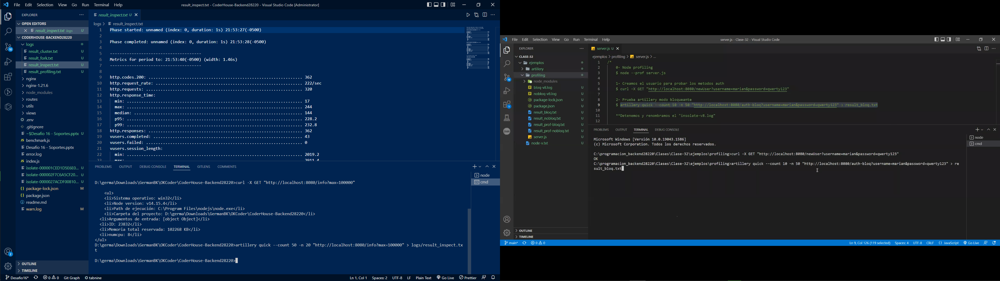 File Edit Selection View Go Run Terminal Help
result_inspect.txt - CoderHouse-Backend28220 - Visual Studio Code [Administrator]
EXPLORER
OPEN EDITORS
result_inspect.txt logs U
CODERHOUSE-BACKEND28220
logs
result_cluster.txt U
result_fork.txt U
result_inspect.txt U
result_profiling.txt U
nginx
nginx-1.21.6
node_modules
routes
utils
views
.env
.gitignore
~$Desafio 16 - Soportes.pptx U
benchmark.js
Desafio 16 - Soportes.pptx
error.log
index.js
isolate-000001CED1D5E6E0... U
isolate-000002F7C6A5CF20... U
isolate-0000027ACDF00810... U
package-lock.json M
package.json
readme.md
warn.log M
OUTLINE
TIMELINE
10
2
result_inspect.txt U
logs > result_inspect.txt
1 Phase started: unnamed (index: 0, duration: 1s) 21:53:27(-0500)
2
3 Phase completed: unnamed (index: 0, duration: 1s) 21:53:28(-0500)
4
5 --------------------------------------
6 Metrics for period to: 21:53:40(-0500) (width: 1.46s)
7 --------------------------------------
8
9 http.codes.200: ................................................................ 362
10 http.request_rate: ............................................................. 222/sec
11 http.requests: ................................................................. 320
12 http.response_time:
13 min: ......................................................................... 17
14 max: ......................................................................... 244
15 median: ...................................................................... 144
16 p95: ......................................................................... 228.2
17 p99: ......................................................................... 232.8
18 http.responses: ................................................................ 362
19 vusers.completed: .............................................................. 43
20 vusers.failed: ................................................................. 0
21 vusers.session_length:
22 min: ......................................................................... 2019.2
23 max: ......................................................................... 2911.4
PROBLEMS OUTPUT DEBUG CONSOLE TERMINAL GITLENS COMMENTS
node
cmd
D:\germa\Downloads\GermanBK\OKCoder\CoderHouse-Backend28220>curl -X GET "http://localhost:8080/info?max=100000"
<ul>
<li>Sistema operativo: win32</li>
<li>Node version: v14.15.4</li>
<li>Path de ejecución: C:\Program Files\nodejs\node.exe</li>
<li>Carpeta del proyecto: D:\germa\Downloads\GermanBK\OKCoder\CoderHouse-Backend28220</li>
<li>Argumentos de entrada: [object Object]</li>
<li>ID: 23832</li>
<li>Memoria total reservada: 102268 KB</li>
<li>numcpu: 8</li>
</ul>
D:\germa\Downloads\GermanBK\OKCoder\CoderHouse-Backend28220>artillery quick --count 50 -n 20 "http://localhost:8080/info?max=100000" > logs/result_inspect.tx
t
D:\germa\Downloads\GermanBK\OKCoder\CoderHouse-Backend28220>
Desafio16* 0 0 Git Graph tabnine
Ln 1, Col 1 Spaces: 2 UTF-8 LF Plain Text Go Live Prettier
File Edit Selection View Go Run Terminal Help
server.js - Clase-32 - Visual Studio Code
EXPLORER
CLASE-32
ejemplos
artillery
profiling
node_modules
bloq-v8.log U
nobloq-v8.log U
package-lock.json U
package.json U
result_bloq.txt U
result_nobloq.txt U
result_prof-bloq.txt U
result_prof-nobloq.txt U
server.js U
node-v.txt U
OUTLINE
TIMELINE
15
1
Json
server.js U
ejemplos > profiling > server.js > ...
1 /*
2 0- Node profiling
3 $ node --prof server.js
4
5 1- Creamos el usuario para probar los metodos auth
6 $ curl -X GET "http://localhost:8080/newUser?username=marian&password=qwerty123"
7
8 2- Prueba artillery modo bloqueante
9 $ artillery quick --count 10 -n 50 "http://localhost:8080/auth-bloq?username=marian&password=qwerty123" > result_bloq.txt
10
11 **Detenemos y renombramos el "insolate-v8.log"
12
PROBLEMS OUTPUT TERMINAL DEBUG CONSOLE
node
cmd
Microsoft Windows [Versión 10.0.19043.1586]
(c) Microsoft Corporation. Todos los derechos reservados.
C:\programacion_backend28220\Clases\Clase-32\ejemplos\profiling>curl -X GET "http://localhost:8080/newUser?username=marian&password=qwerty123"
OK
C:\programacion_backend28220\Clases\Clase-32\ejemplos\profiling>artillery quick --count 10 -n 50 "http://localhost:8080/auth-bloq?username=marian&password=qwerty123" > re
sult_bloq.txt
main* 0 0
Ln 9, Col 126 (119 selected) Spaces: 4 UTF-8 CRLF JavaScript Go Live